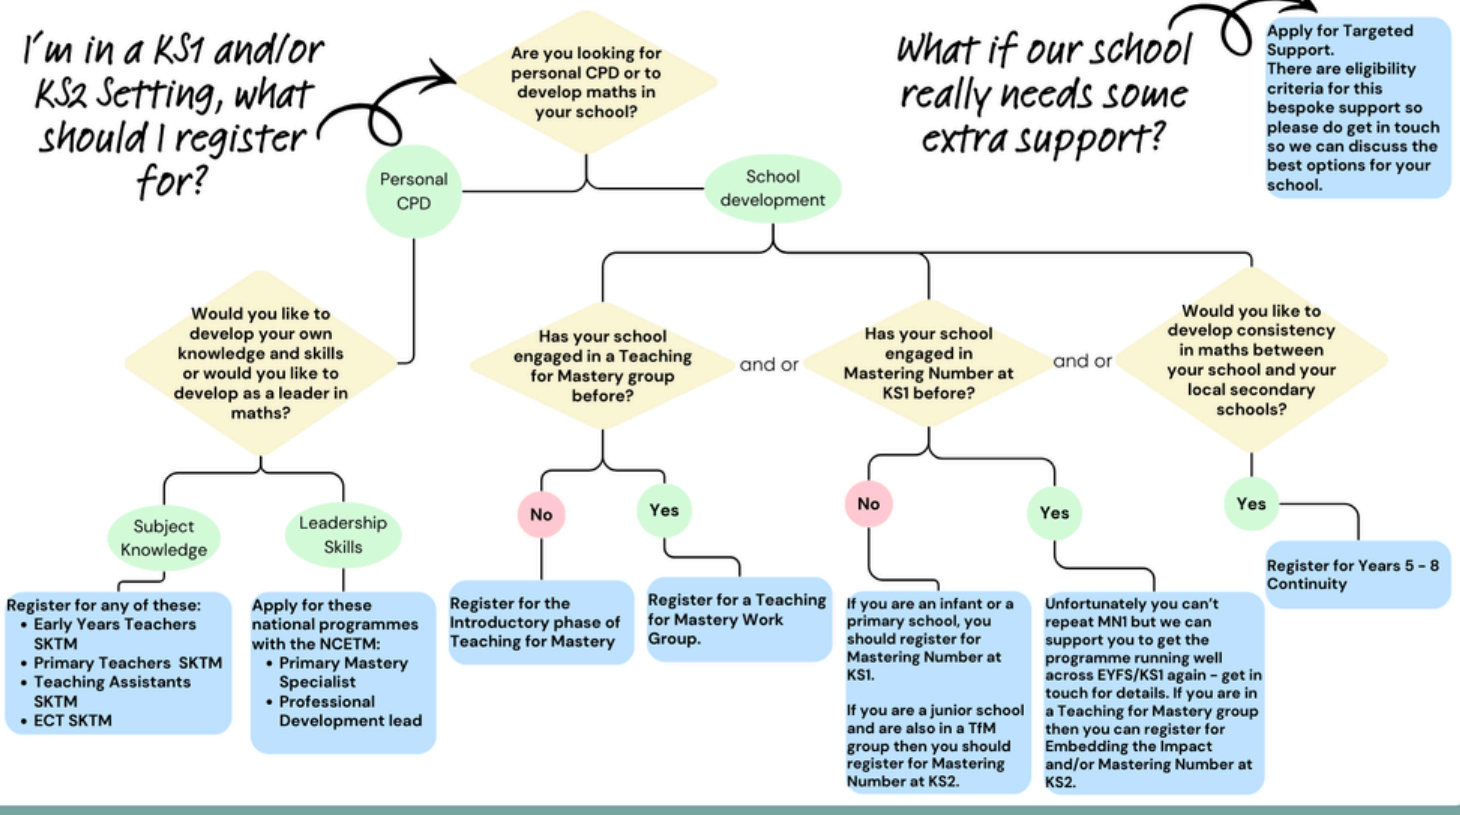 I'm in a KS1 and/or
KS2 Setting, what
should I register
for?
Are you looking for
personal CPD or to
develop maths in
your school?
What if our school
really needs some
extra support?
Apply for Targeted
Support.
There are eligibility
criteria for this
bespoke support so
please do get in touch
so we can discuss the
best options for your
school.
Personal
CPD
School
development
Would you like to
develop your own
knowledge and skills
or would you like to
develop as a leader in
maths?
Has your school
engaged in a Teaching
for Mastery group
before?
and or
Has your school
engaged in
Mastering Number at
KS1 before?
and or
Would you like to
develop consistency
in maths between
your school and your
local secondary
schools?
Subject
Knowledge
Leadership
Skills
No
Yes
No
Yes
Yes
Register for any of these:
• Early Years Teachers
SKTM
• Primary Teachers SKTM
• Teaching Assistants
SKTM
• ECT SKTM
Apply for these
national programmes
with the NCETM:
• Primary Mastery
Specialist
• Professional
Development lead
Register for the
Introductory phase of
Teaching for Mastery
Register for a Teaching
for Mastery Work
Group.
If you are an infant or a
primary school, you
should register for
Mastering Number at
KS1.
If you are a junior school
and are also in a TfM
group then you should
register for Mastering
Number at KS2.
Unfortunately you can't
repeat MN1 but we can
support you to get the
programme running well
across EYFS/KS1 again - get in
touch for details. If you are in
a Teaching for Mastery group
then you can register for
Embedding the Impact
and/or Mastering Number at
KS2.
Register for Years 5 - 8
Continuity